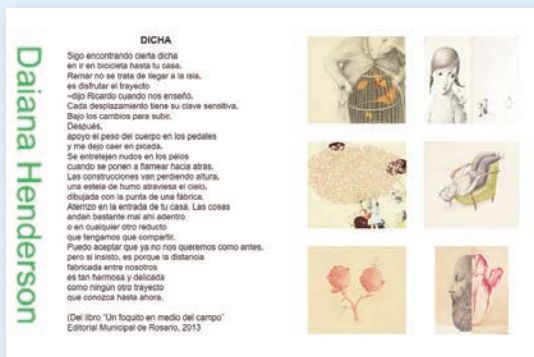 Daiana Henderson
DICHA
Sigo encontrando cierta dicha
en ir en bicicleta hasta tu casa.
Remar no se trata de llegar a la isla,
es disfrutar el trayecto
–dijo Ricardo cuando nos enseñó.
Cada desplazamiento tiene su clave sensitiva.
Bajo los cambios para subir.
Después,
apoyo el peso del cuerpo en los pedales
y me dejo caer en picada.
Se entretejen nudos en los pelos
cuando se ponen a flamear hacia atrás.
Las construcciones van perdiendo altura,
una estela de humo atraviesa el cielo,
dibujada con la punta de una fábrica.
Aterrizo en la entrada de tu casa. Las cosas
andan bastante mal ahí adentro
o en cualquier otro reducto
que tengamos que compartir.
Puedo aceptar que ya no nos queremos como antes,
pero si insisto, es porque la distancia
fabricada entre nosotros
es tan hermosa y delicada
como ningún otro trayecto
que conozca hasta ahora.
(Del libro "Un foquito en medio del campo"
Editorial Municipal de Rosario, 2013